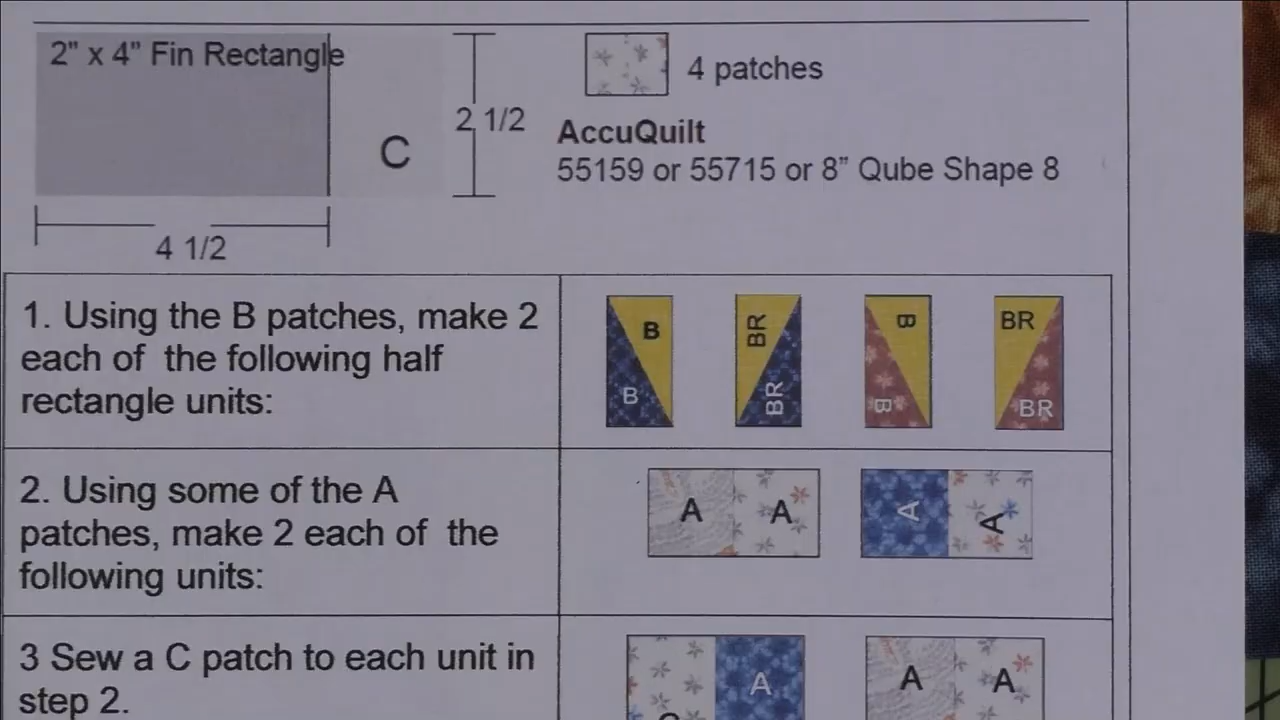 2" x 4" Fin Rectangle
4 patches
2 1/2
C
AccuQuilt
55159 or 55715 or 8” Qube Shape 8
4 1/2
1. Using the B patches, make 2
each of the following half
rectangle units:
B
B
BR
BR
B
B
BR
BR
2. Using some of the A
patches, make 2 each of the
following units:
A
A
A
A
3 Sew a C patch to each unit in
step 2.
C
A
A
A